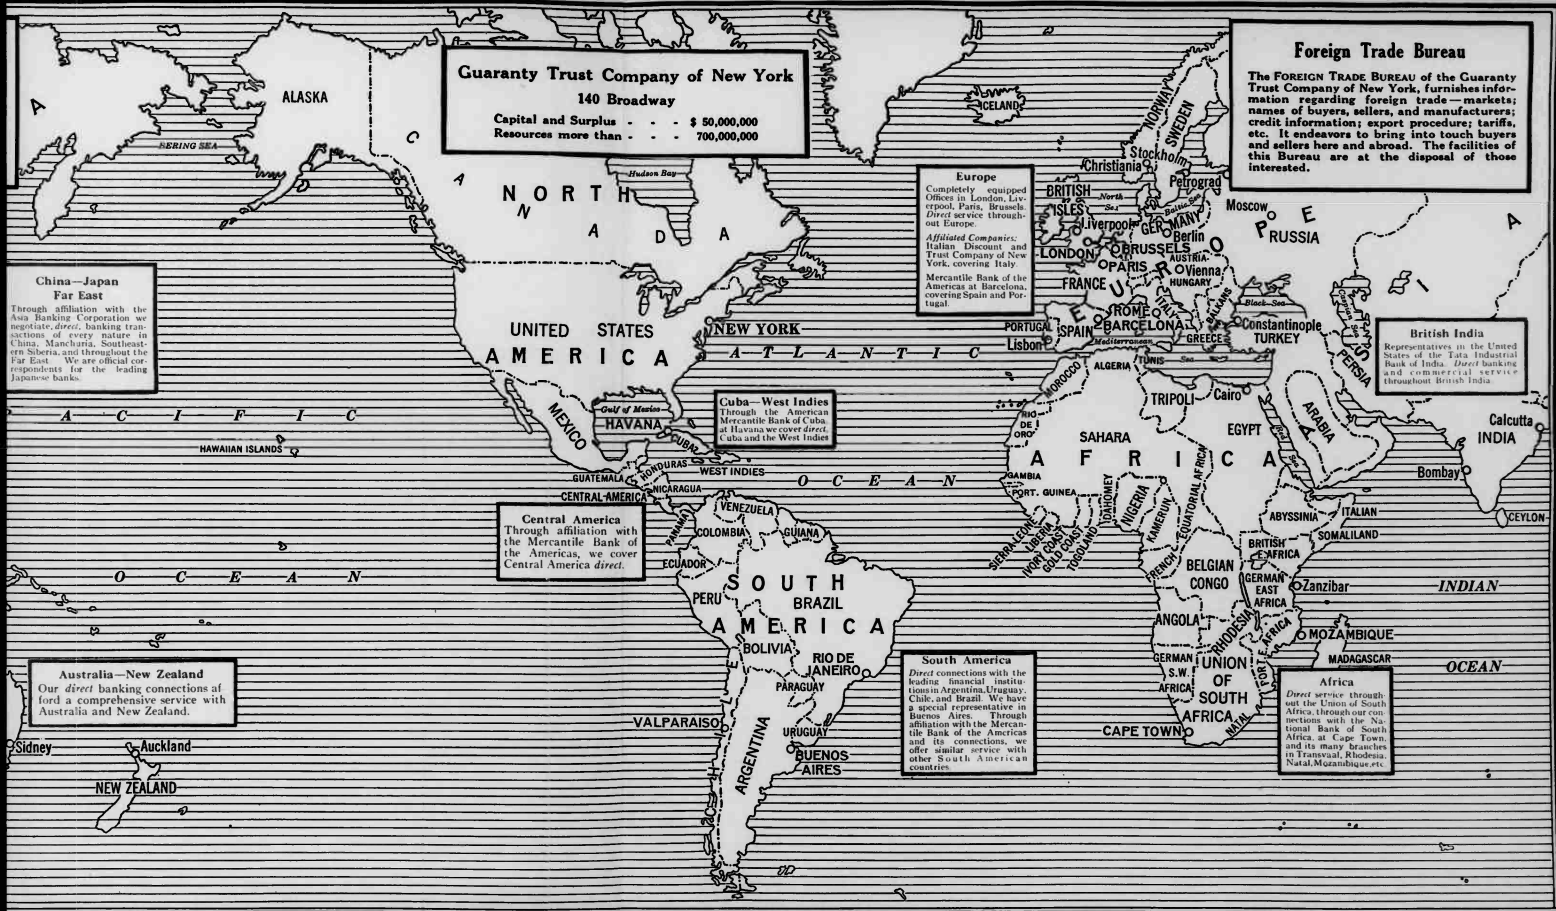 Guaranty Trust Company of New York
140 Broadway
Capital and Surplus - - - $ 50,000,000
Resources more than - - - 700,000,000
Foreign Trade Bureau
The FOREIGN TRADE BUREAU of the Guaranty
Trust Company of New York, furnishes infor-
mation regarding foreign trade—markets;
names of buyers, sellers, and manufacturers;
credit information; export procedure; tariffs,
etc. It endeavors to bring into touch buyers
and sellers here and abroad. The facilities of
this Bureau are at the disposal of those
interested.
Europe
Completely equipped
Offices in London, Liv-
erpool, Paris, Brussels.
Direct service through-
out Europe.
Affiliated Companies:
Italian Discount and
Trust Company of New
York, covering Italy.
Mercantile Bank of the
Americas at Barcelona,
covering Spain and Por-
tugal.
China—Japan
Far East
Through affiliation with the
Asia Banking Corporation we
negotiate, direct, banking tran-
sactions of every nature in
China, Manchuria, Southeast-
ern Siberia, and throughout the
Far East. We are official cor-
respondents for the leading
Japanese banks.
British India
Representatives in the United
States of the Tata Industrial
Bank of India. Direct banking
and commercial service
throughout British India.
Cuba—West Indies
Through the American
Mercantile Bank of Cuba,
at Havana we cover direct,
Cuba and the West Indies
Central America
Through affiliation with
the Mercantile Bank of
the Americas, we cover
Central America direct.
Australia—New Zealand
Our direct banking connections af
ford a comprehensive service with
Australia and New Zealand.
South America
Direct connections with the
leading financial institu-
tions in Argentina, Uruguay,
Chile, and Brazil. We have
a special representative in
Buenos Aires. Through
affiliation with the Mercan-
tile Bank of the Americas
and its connections, we
offer similar service with
other South American
countries.
Africa
Direct service through-
out the Union of South
Africa, through our con-
nections with the Na-
tional Bank of South
Africa, at Cape Town,
and its many branches
in Transvaal, Rhodesia,
Natal, Mozambique, etc.
A
ALASKA
BERING SEA
CANADA
Hudson Bay
NORTH
AMERICA
UNITED STATES
NEW YORK
MEXICO
Gulf of Mexico
HAVANA
CUBA
WEST INDIES
HONDURAS
GUATEMALA
NICARAGUA
CENTRAL AMERICA
PANAMA
PACIFIC
OCEAN
HAWAIIAN ISLANDS
ATLANTIC
OCEAN
VENEZUELA
COLOMBIA
GUIANA
ECUADOR
SOUTH
AMERICA
PERU
BRAZIL
BOLIVIA
RIO DE
JANEIRO
PARAGUAY
CHILE
VALPARAISO
URUGUAY
ARGENTINA
BUENOS
AIRES
Sidney
Auckland
NEW ZEALAND
ICELAND
NORWAY
SWEDEN
Stockholm
Christiania
Petrograd
BRITISH
ISLES
North
Sea
Baltic Sea
Liverpool
GERMANY
Berlin
Moscow
RUSSIA
EUROPE
LONDON
BRUSSELS
PARIS
AUSTRIA-
Vienna
HUNGARY
FRANCE
ITALY
BALKANS
Black Sea
Caspian Sea
ROME
PORTUGAL
SPAIN
BARCELONA
Lisbon
Constantinople
TURKEY
GREECE
Mediterranean
Sea
ASIA
PERSIA
ARABIA
Red
Sea
Calcutta
INDIA
Bombay
CEYLON
MOROCCO
ALGERIA
TUNIS
TRIPOLI
Cairo
EGYPT
RIO
DE
ORO
SAHARA
AFRICA
GAMBIA
PORT. GUINEA
SIERRA LEONE
LIBERIA
IVORY COAST
GOLD COAST
TOGOLAND
DAHOMEY
NIGERIA
KAMERUN
FRENCH EQUATORIAL AFRICA
ABYSSINIA
ITALIAN
SOMALILAND
BRITISH
E. AFRICA
BELGIAN
CONGO
GERMAN
EAST
AFRICA
Zanzibar
ANGOLA
RHODESIA
PORT. E. AFRICA
MOZAMBIQUE
MADAGASCAR
GERMAN
S.W.
AFRICA
UNION
OF
SOUTH
AFRICA
NATAL
CAPE TOWN
INDIAN
OCEAN